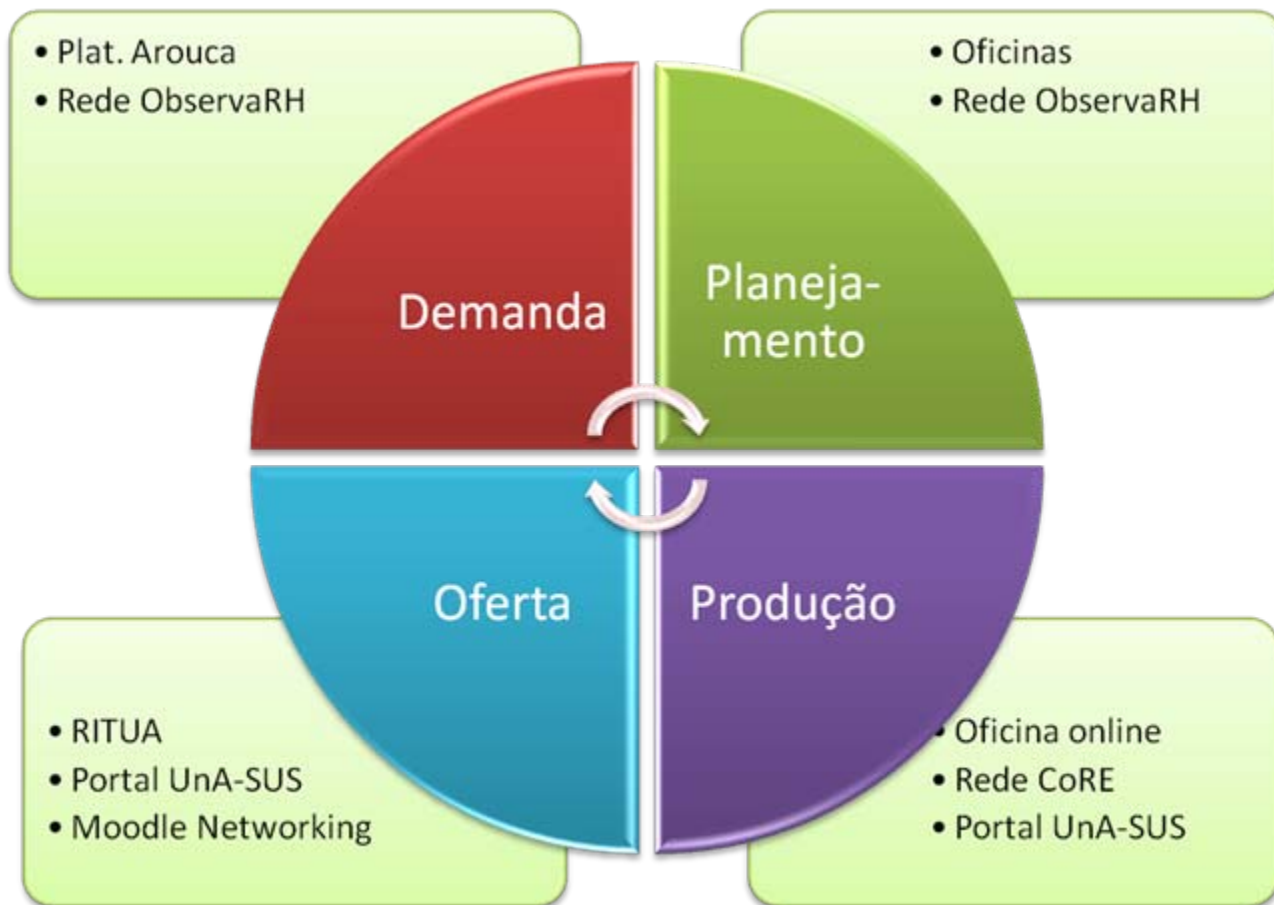 • Plat. Arouca
• Rede ObservaRH
• Oficinas
• Rede ObservaRH
Demanda
Planeja-
mento
Oferta
Produção
• RITUA
• Portal UnA-SUS
• Moodle Networking
• Oficina online
• Rede CoRE
• Portal UnA-SUS